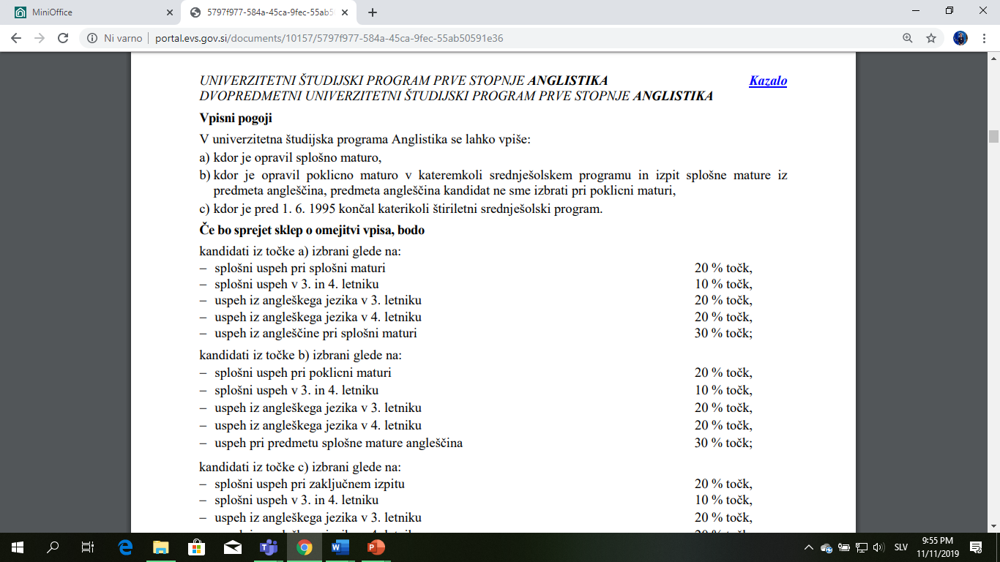 MiniOffice
5797f977-584a-45ca-9fec-55ab5
Ni varno
portal.evs.gov.si/documents/10157/5797f977-584a-45ca-9fec-55ab50591e36
UNIVERZITETNI ŠTUDIJSKI PROGRAM PRVE STOPNJE ANGLISTIKA Kazalo
DVOPREDMETNI UNIVERZITETNI ŠTUDIJSKI PROGRAM PRVE STOPNJE ANGLISTIKA
Vpisni pogoji
V univerzitetna študijska programa Anglistika se lahko vpiše:
a) kdor je opravil splošno maturo,
b) kdor je opravil poklicno maturo v kateremkoli srednješolskem programu in izpit splošne mature iz
predmeta angleščina, predmeta angleščina kandidat ne sme izbrati pri poklicni maturi,
c) kdor je pred 1. 6. 1995 končal katerikoli štiriletni srednješolski program.
Če bo sprejet sklep o omejitvi vpisa, bodo
kandidati iz točke a) izbrani glede na:
– splošni uspeh pri splošni maturi 20 % točk,
– splošni uspeh v 3. in 4. letniku 10 % točk,
– uspeh iz angleškega jezika v 3. letniku 20 % točk,
– uspeh iz angleškega jezika v 4. letniku 20 % točk,
– uspeh iz angleščine pri splošni maturi 30 % točk;
kandidati iz točke b) izbrani glede na:
– splošni uspeh pri poklicni maturi 20 % točk,
– splošni uspeh v 3. in 4. letniku 10 % točk,
– uspeh iz angleškega jezika v 3. letniku 20 % točk,
– uspeh iz angleškega jezika v 4. letniku 20 % točk,
– uspeh pri predmetu splošne mature angleščina 30 % točk;
kandidati iz točke c) izbrani glede na:
– splošni uspeh pri zaključnem izpitu 20 % točk,
– splošni uspeh v 3. in 4. letniku 10 % točk,
– uspeh iz angleškega jezika v 3. letniku 20 % točk,
SLV
9:55 PM
11/11/2019